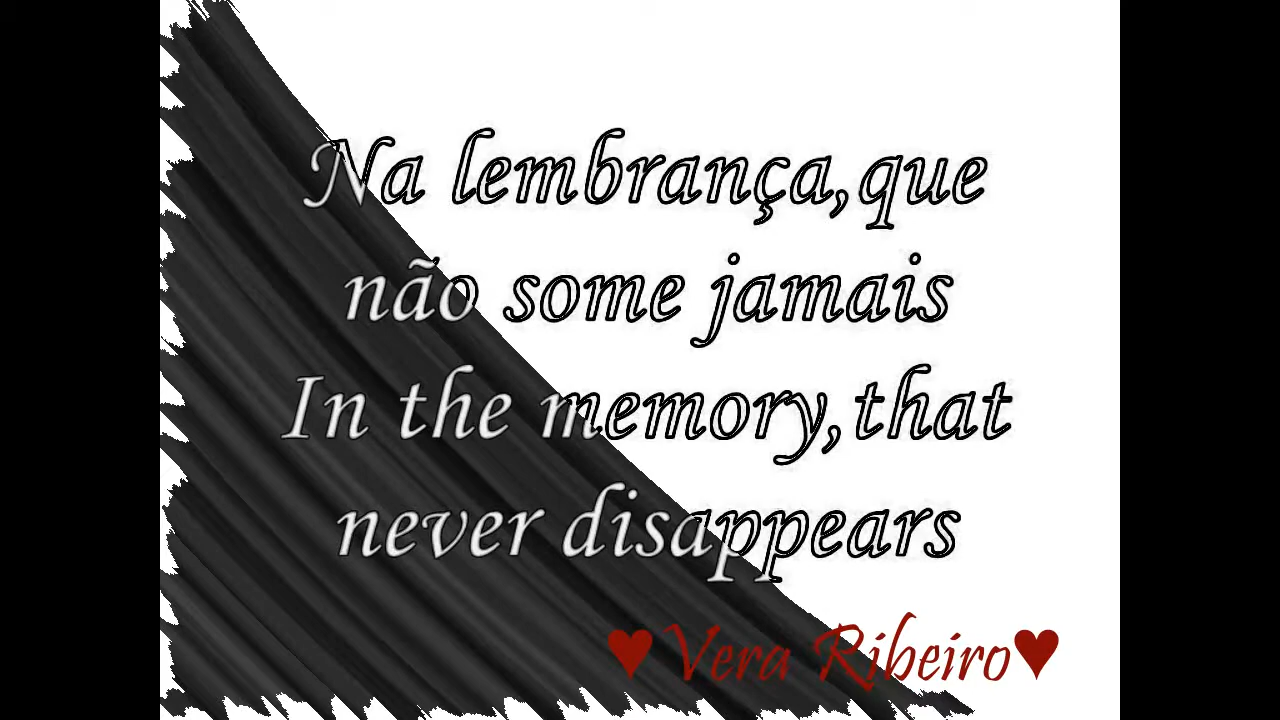 Na lembrança,que
não some jamais
In the memory,that
never disappears
♥Vera Ribeiro♥